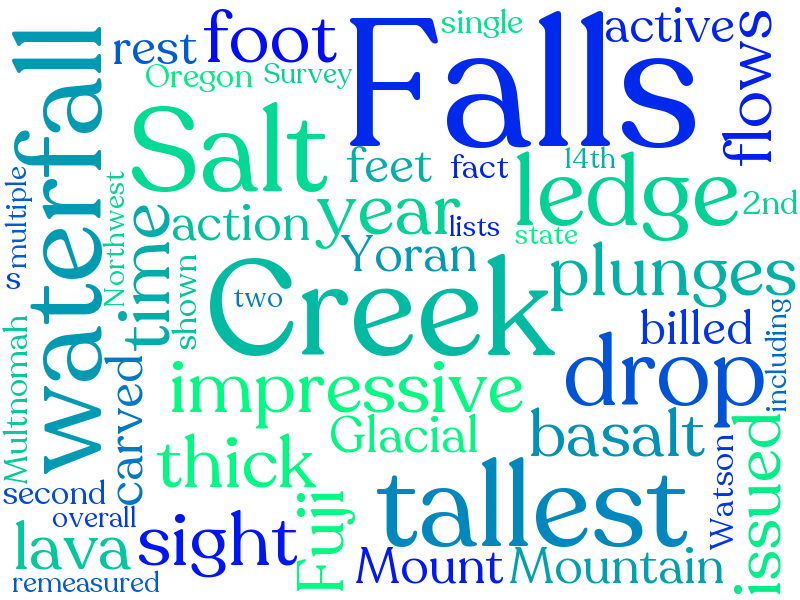 single
active
rest
foot
Falls
flows
Oregon
Survey
waterfall
Salt
feet
fact
14th
ledge
2nd
multiple
Northwest
time
action
year
lists
state
s
shown
Yoran
plunges
two
Creek
billed
including
Multnomah
carved
impressive
drop
Glacial
basalt
thick
issued
Watson
second
overall
sight
Fuji
tallest
lava
Mount
Mountain
remeasured